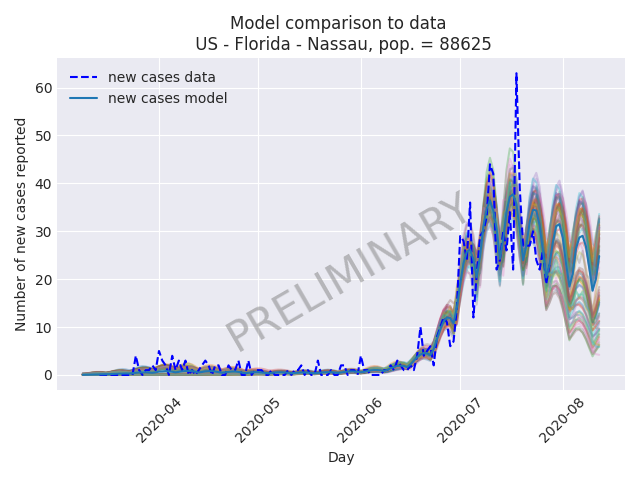 Model comparison to data
US - Florida - Nassau, pop. = 88625
new cases data
new cases model
Number of new cases reported
60
50
40
30
20
10
0
PRELIMINARY
2020-04
2020-05
2020-06
2020-07
2020-08
Day